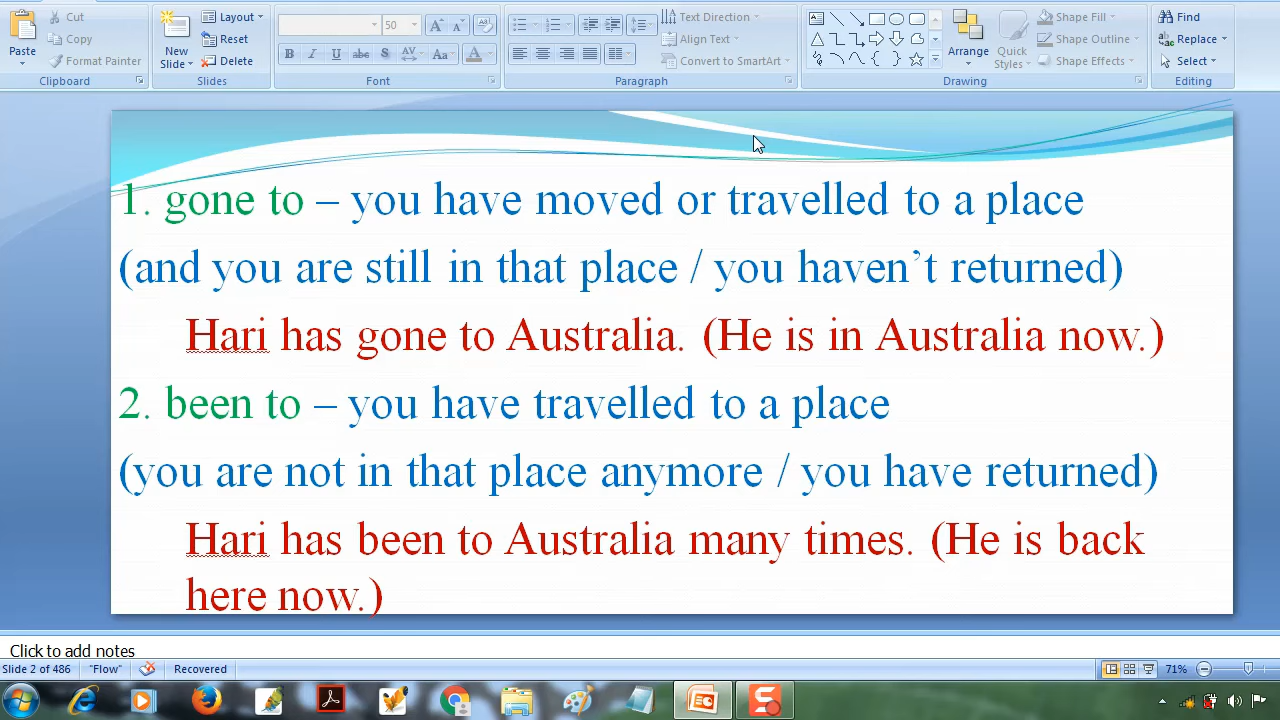 Cut
Copy
Format Painter
Paste
Clipboard
New
Slide
Layout
Reset
Delete
Slides
50
B I U abc S AV Aa A
Font
Text Direction
Align Text
Convert to SmartArt
Paragraph
Arrange
Quick
Styles
Shape Fill
Shape Outline
Shape Effects
Drawing
Find
Replace
Select
Editing
1. gone to – you have moved or travelled to a place
(and you are still in that place / you haven’t returned)
Hari has gone to Australia. (He is in Australia now.)
2. been to – you have travelled to a place
(you are not in that place anymore / you have returned)
Hari has been to Australia many times. (He is back
here now.)
Click to add notes
Slide 2 of 486 "Flow" Recovered 71%